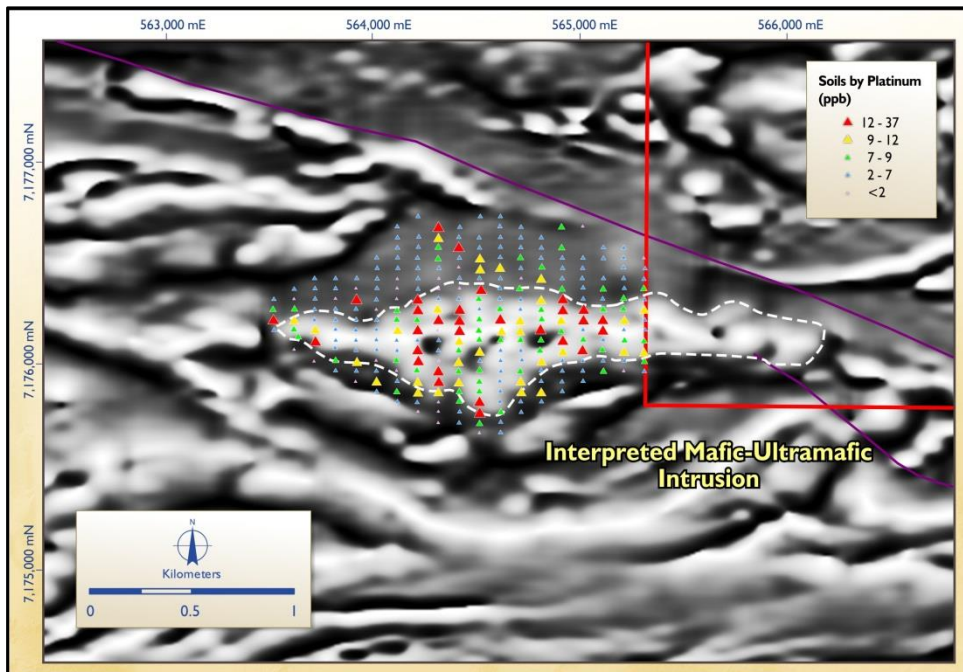 563,000 mE
564,000 mE
565,000 mE
566,000 mE
Soils by Platinum
(ppb)
12 - 37
9 - 12
7 - 9
2 - 7
<2
7,177,000 mN
7,176,000 mN
Interpreted Mafic-Ultramafic
Intrusion
7,175,000 mN
N
Kilometers
0
0.5
1